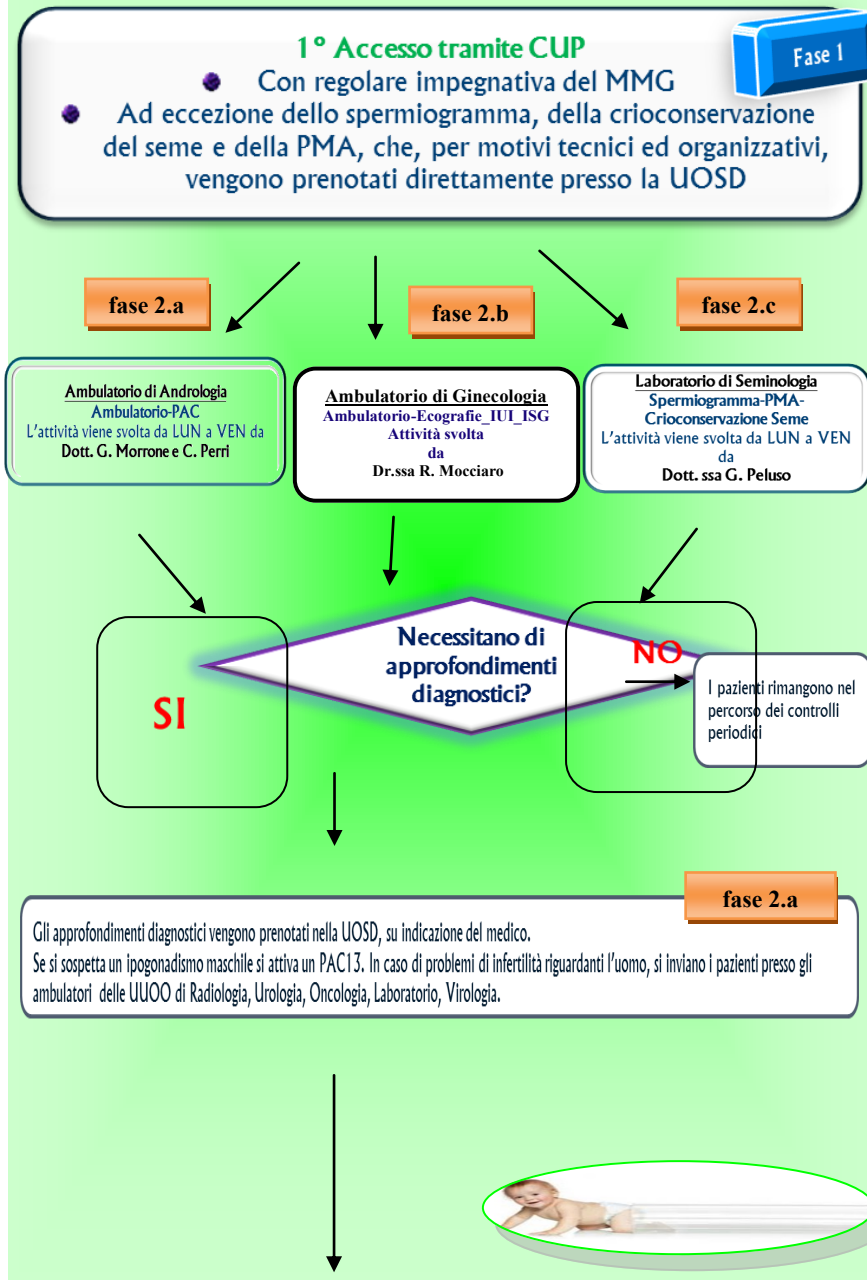 1° Accesso tramite CUP
Fase 1
Con regolare impegnativa del MMG
Ad eccezione dello spermiogramma, della crioconservazione
del seme e della PMA, che, per motivi tecnici ed organizzativi,
vengono prenotati direttamente presso la UOSD
fase 2.a
fase 2.b
fase 2.c
Ambulatorio di Andrologia
Ambulatorio-PAC
L'attività viene svolta da LUN a VEN da
Dott. G. Morrone e C. Perri
Ambulatorio di Ginecologia
Ambulatorio-Ecografie_IUI_ISG
Attività svolta
da
Dr.ssa R. Mocciaro
Laboratorio di Seminologia
Spermiogramma-PMA-
Crioconservazione Seme
L'attività viene svolta da LUN a VEN
da
Dott. ssa G. Peluso
Necessitano di
approfondimenti
diagnostici?
SI
NO
I pazienti rimangono nel
percorso dei controlli
periodici
fase 2.a
Gli approfondimenti diagnostici vengono prenotati nella UOSD, su indicazione del medico.
Se si sospetta un ipogonadismo maschile si attiva un PAC13. In caso di problemi di infertilità riguardanti l'uomo, si inviano i pazienti presso gli
ambulatori delle UUOO di Radiologia, Urologia, Oncologia, Laboratorio, Virologia.